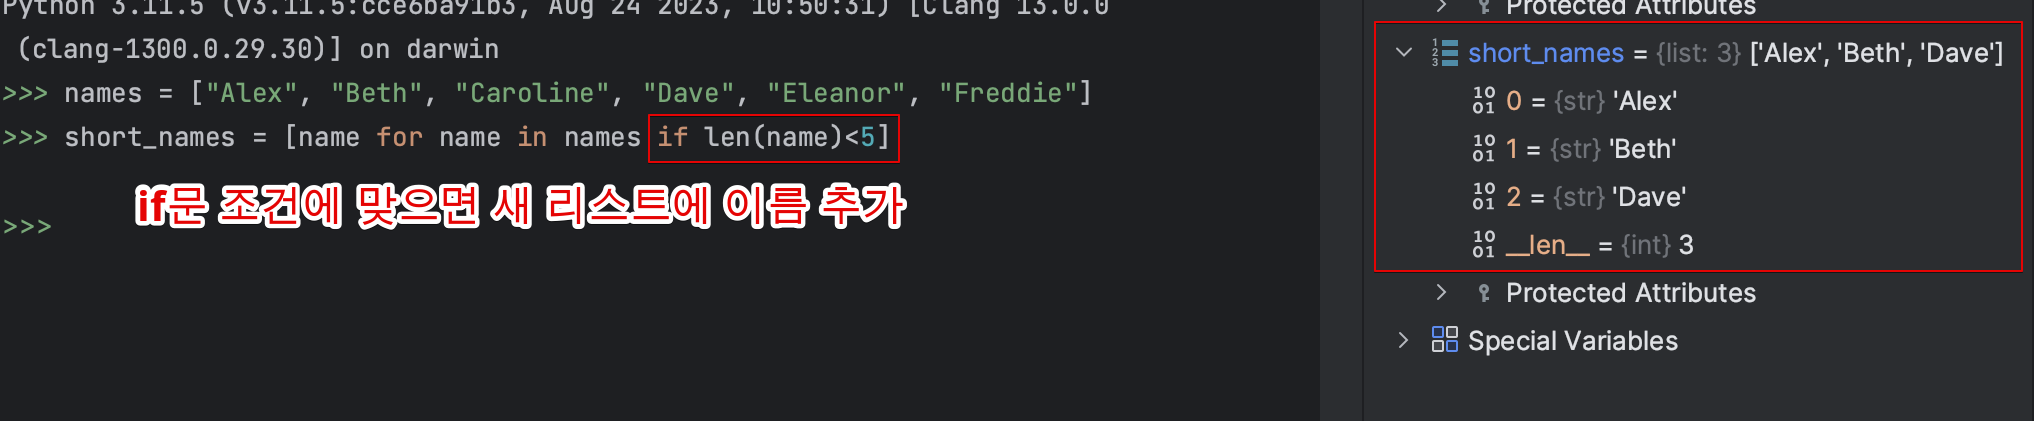 Python 3.11.5 (v3.11.5:cce6ba91b3, Aug 24 2023, 10:50:31) [Clang 13.0.0
(clang-1300.0.29.30)] on darwin
>>> names = ["Alex", "Beth", "Caroline", "Dave", "Eleanor", "Freddie"]
>>> short_names = [name for name in names if len(name)<5]
if문 조건에 맞으면 새 리스트에 이름 추가
>>>
Protected Attributes
short_names = {list: 3} ['Alex', 'Beth', 'Dave']
0 = {str} 'Alex'
1 = {str} 'Beth'
2 = {str} 'Dave'
__len__ = {int} 3
Protected Attributes
Special Variables